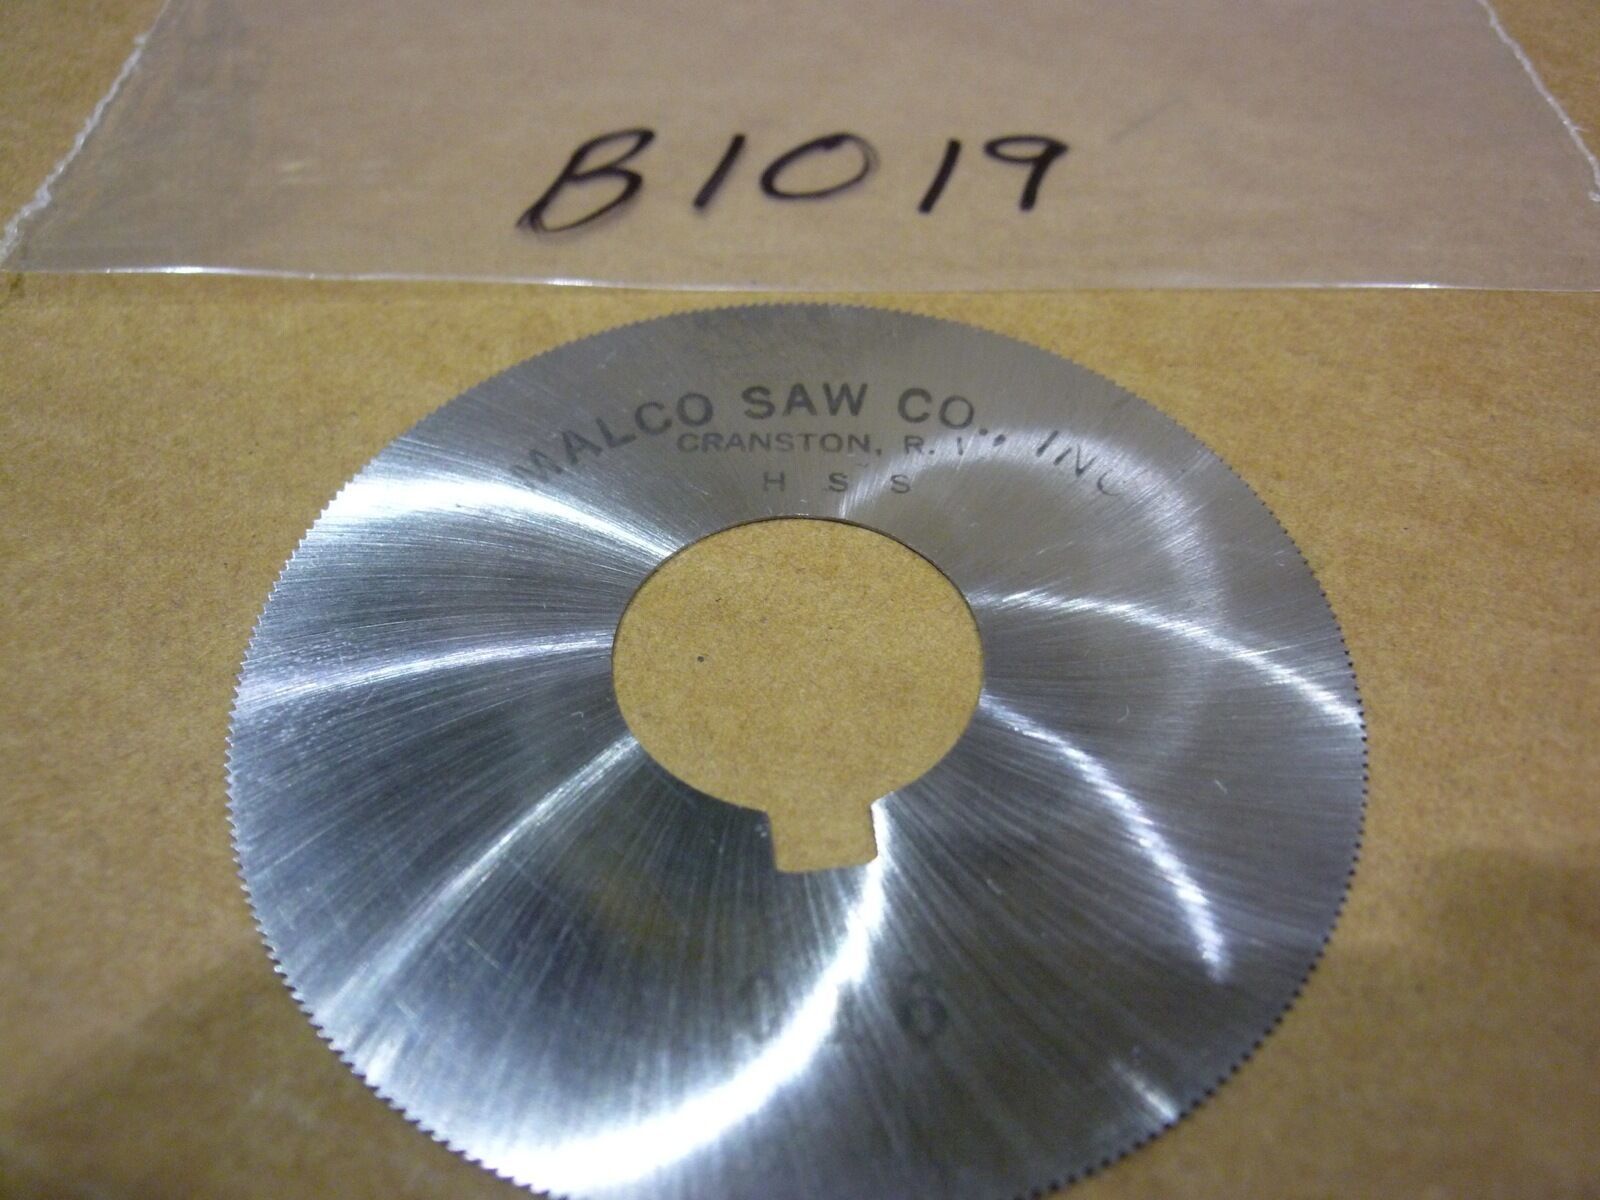 B1019
MALCO SAW CO., INC
CRANSTON, R. I.
H S S